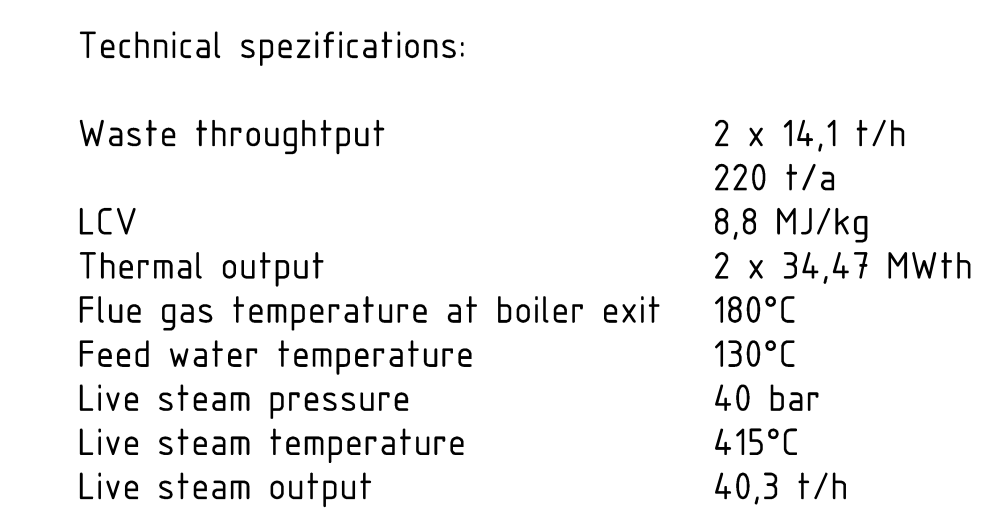 Technical spezifications:
Waste throughtput 2 x 14,1 t/h
220 t/a
LCV 8,8 MJ/kg
Thermal output 2 x 34,47 MWth
Flue gas temperature at boiler exit 180°C
Feed water temperature 130°C
Live steam pressure 40 bar
Live steam temperature 415°C
Live steam output 40,3 t/h